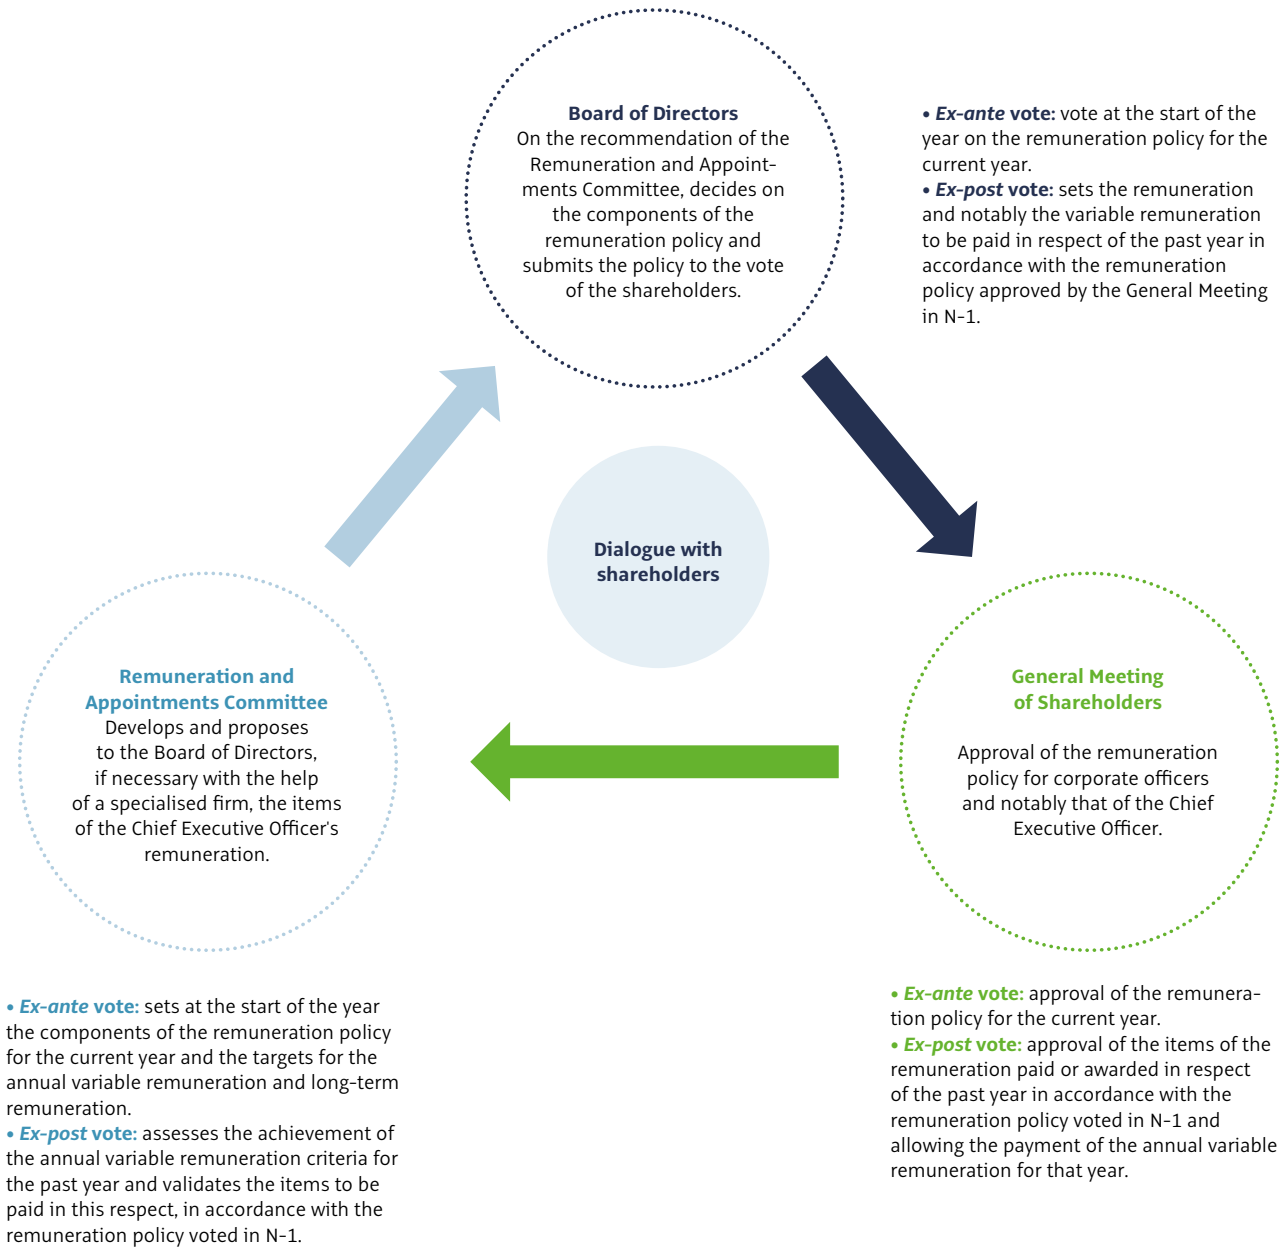 Board of Directors
On the recommendation of the
Remuneration and Appoint-
ments Committee, decides on
the components of the
remuneration policy and
submits the policy to the vote
of the shareholders.
• Ex-ante vote: vote at the start of the
year on the remuneration policy for the
current year.
• Ex-post vote: sets the remuneration
and notably the variable remuneration
to be paid in respect of the past year in
accordance with the remuneration
policy approved by the General Meeting
in N-1.
Dialogue with
shareholders
Remuneration and
Appointments Committee
Develops and proposes
to the Board of Directors,
if necessary with the help
of a specialised firm, the items
of the Chief Executive Officer's
remuneration.
General Meeting
of Shareholders
Approval of the remuneration
policy for corporate officers
and notably that of the Chief
Executive Officer.
• Ex-ante vote: sets at the start of the year
the components of the remuneration policy
for the current year and the targets for the
annual variable remuneration and long-term
remuneration.
• Ex-post vote: assesses the achievement of
the annual variable remuneration criteria for
the past year and validates the items to be
paid in this respect, in accordance with the
remuneration policy voted in N-1.
• Ex-ante vote: approval of the remunera-
tion policy for the current year.
• Ex-post vote: approval of the items of the
remuneration paid or awarded in respect
of the past year in accordance with the
remuneration policy voted in N-1 and
allowing the payment of the annual variable
remuneration for that year.